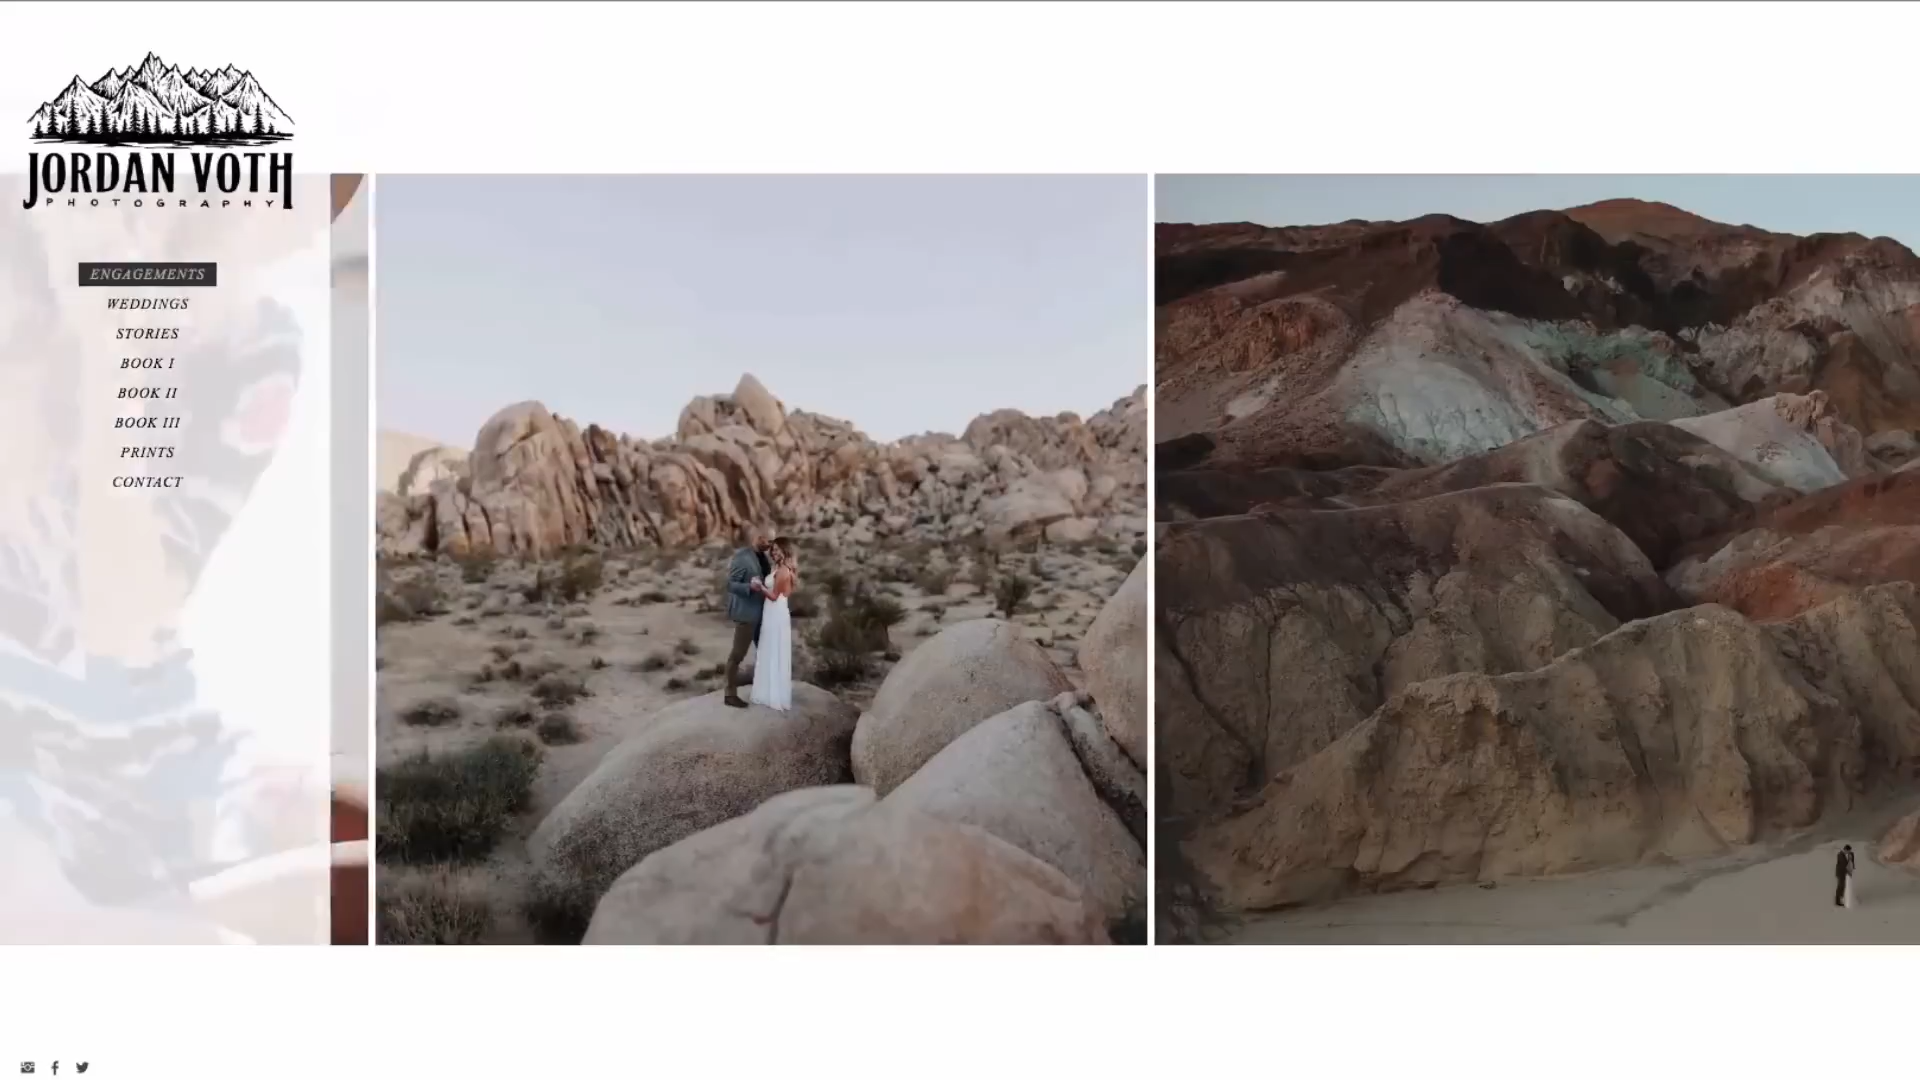 JORDAN VOTH
PHOTOGRAPHY
ENGAGEMENTS
WEDDINGS
STORIES
BOOK I
BOOK II
BOOK III
PRINTS
CONTACT